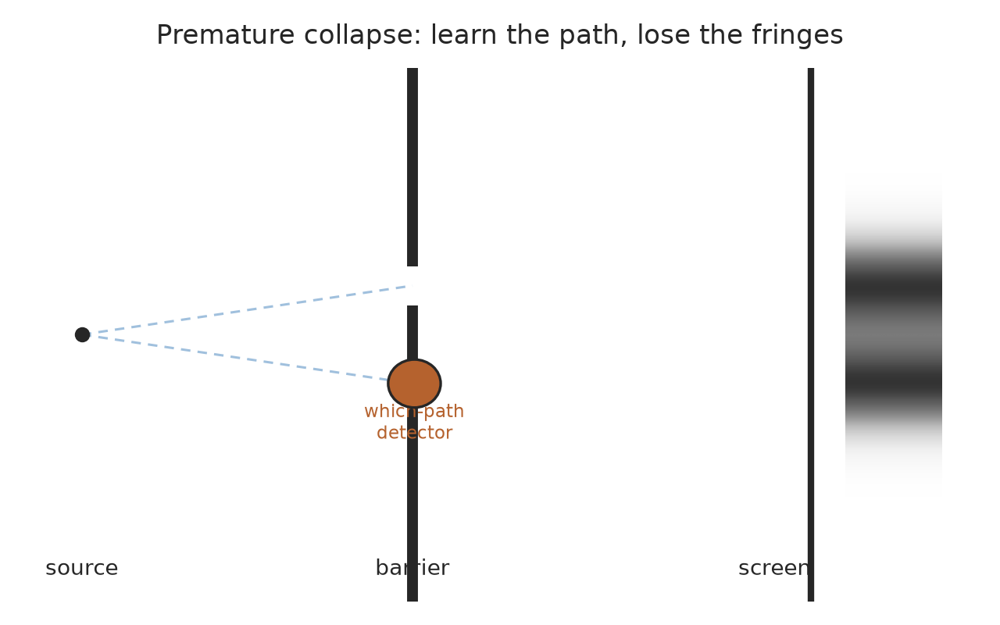 Premature collapse: learn the path, lose the fringes
which-path
detector
source
barrier
screen